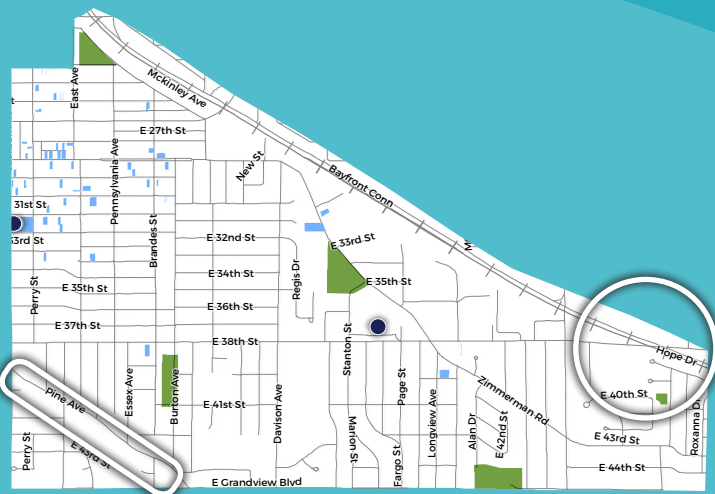 East Ave
Mckinley Ave
E 27th St
Pennsylvania Ave
New St
Bayfront Conn
31st St
Brandes St
E 32nd St
E 33rd St
33rd St
E 34th St
Regis Dr
E 35th St
Perry St
E 35th St
E 36th St
E 37th St
E 38th St
Stanton St
Hope Dr
Pine Ave
Essex Ave
Burton Ave
E 41st St
Davison Ave
Page St
Longview Ave
Zimmerman Rd
E 40th St
Roxanna Dr
Perry St
E 43rd St
Marion St
Fargo St
Alan Dr
E 42nd St
E 43rd St
E 44th St
E Grandview Blvd